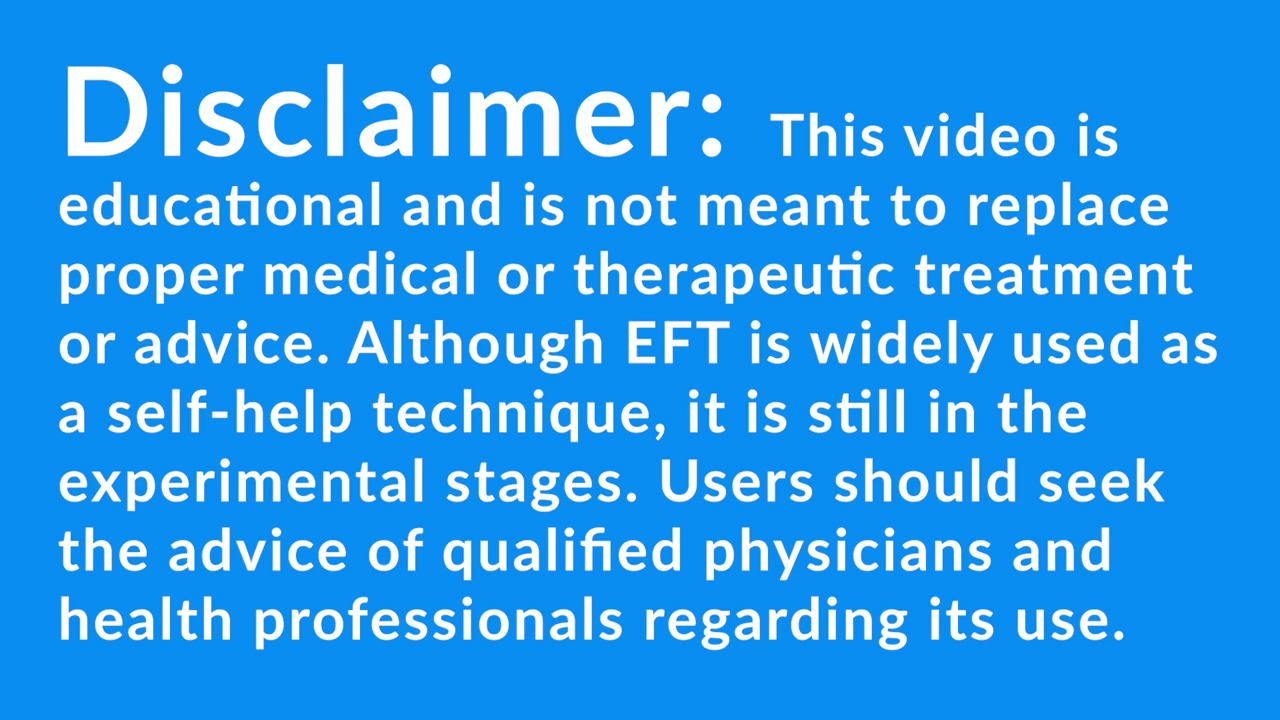 Disclaimer: This video is
educational and is not meant to replace
proper medical or therapeutic treatment
or advice. Although EFT is widely used as
a self-help technique, it is still in the
experimental stages. Users should seek
the advice of qualified physicians and
health professionals regarding its use.